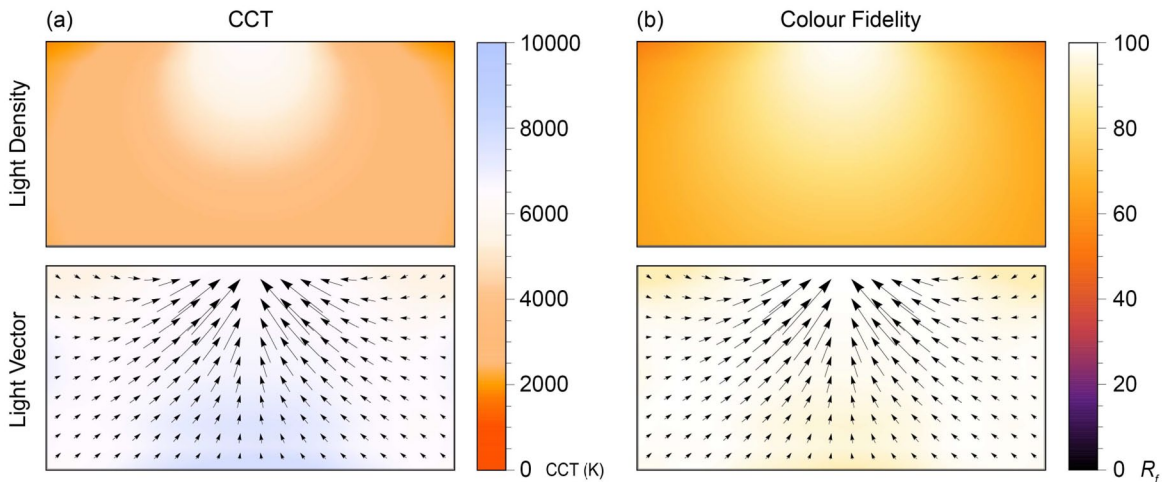 (a)
CCT
Light Density
Light Vector
10000
8000
6000
4000
2000
0
CCT (K)
(b)
Colour Fidelity
100
80
60
40
20
0
Rf